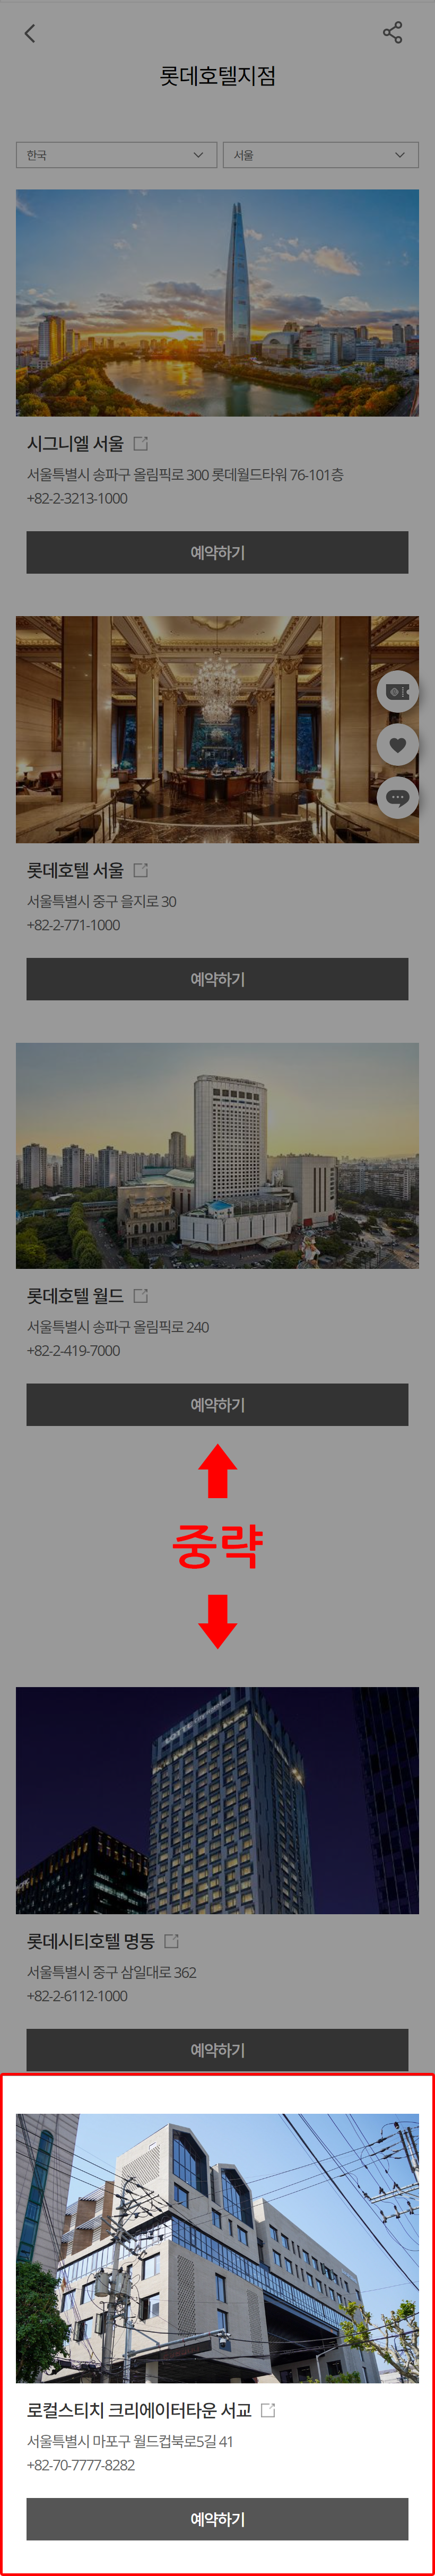 롯데호텔지점
한국
서울
시그니엘 서울
서울특별시 송파구 올림픽로 300 롯데월드타워 76-101층
+82-2-3213-1000
예약하기
롯데호텔 서울
서울특별시 중구 을지로 30
+82-2-771-1000
예약하기
롯데호텔 월드
서울특별시 송파구 올림픽로 240
+82-2-419-7000
예약하기
중략
롯데시티호텔 명동
서울특별시 중구 삼일대로 362
+82-2-6112-1000
예약하기
로컬스티치 크리에이터타운 서교
서울특별시 마포구 월드컵북로5길 41
+82-70-7777-8282
예약하기